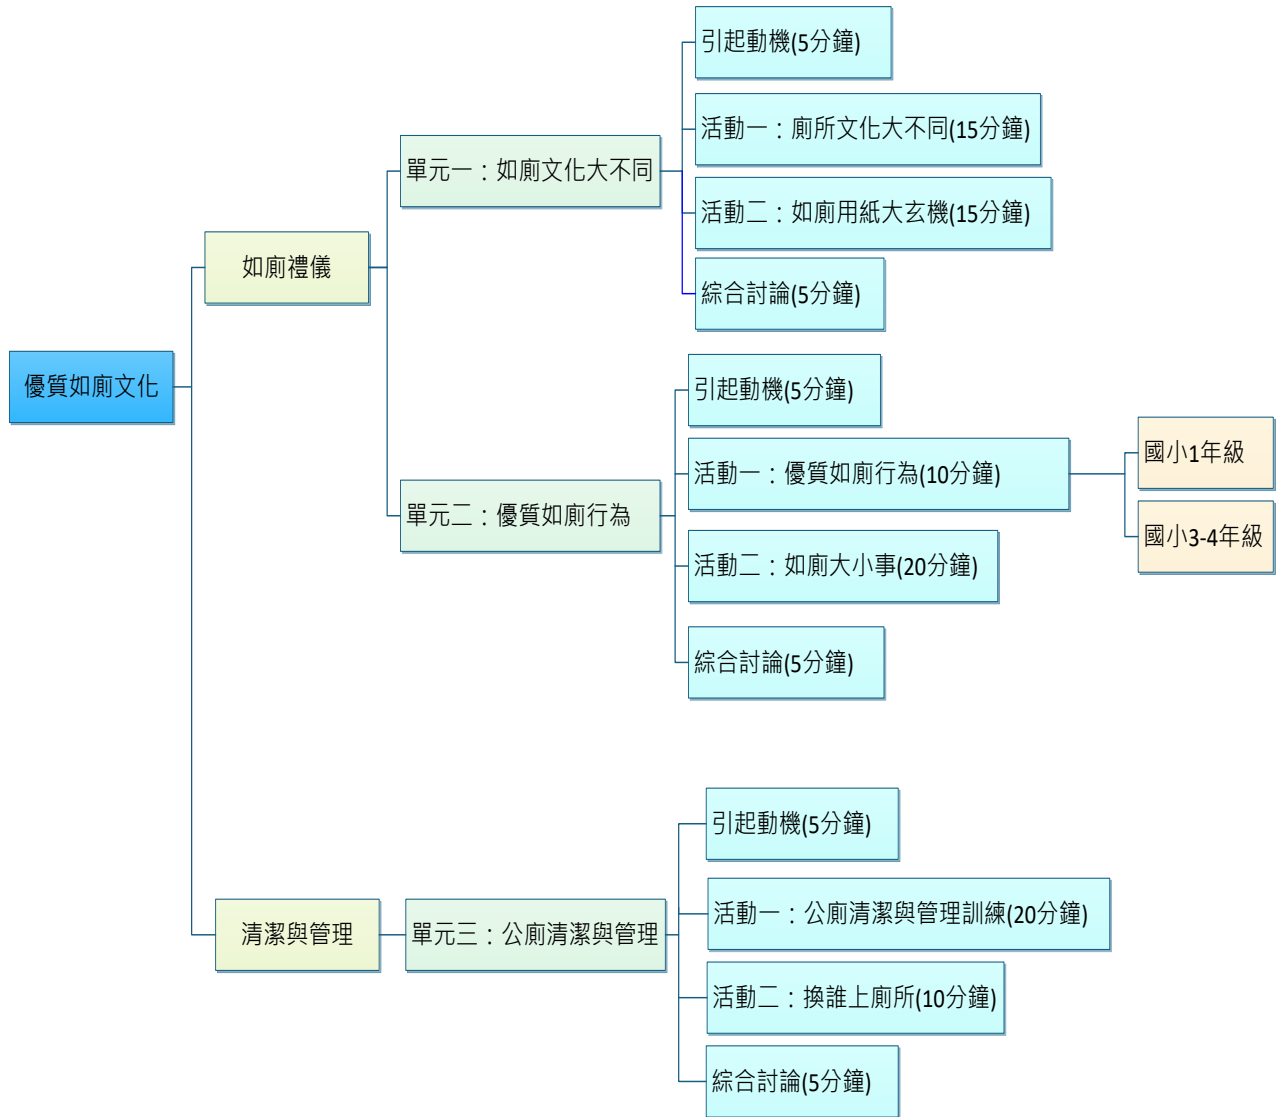 優質如廁文化
如廁禮儀
單元一：如廁文化大不同
引起動機(5分鐘)
活動一：廁所文化大不同(15分鐘)
活動二：如廁用紙大玄機(15分鐘)
綜合討論(5分鐘)
單元二：優質如廁行為
引起動機(5分鐘)
活動一：優質如廁行為(10分鐘)
國小1年級
國小3-4年級
活動二：如廁大小事(20分鐘)
綜合討論(5分鐘)
清潔與管理
單元三：公廁清潔與管理
引起動機(5分鐘)
活動一：公廁清潔與管理訓練(20分鐘)
活動二：換誰上廁所(10分鐘)
綜合討論(5分鐘)